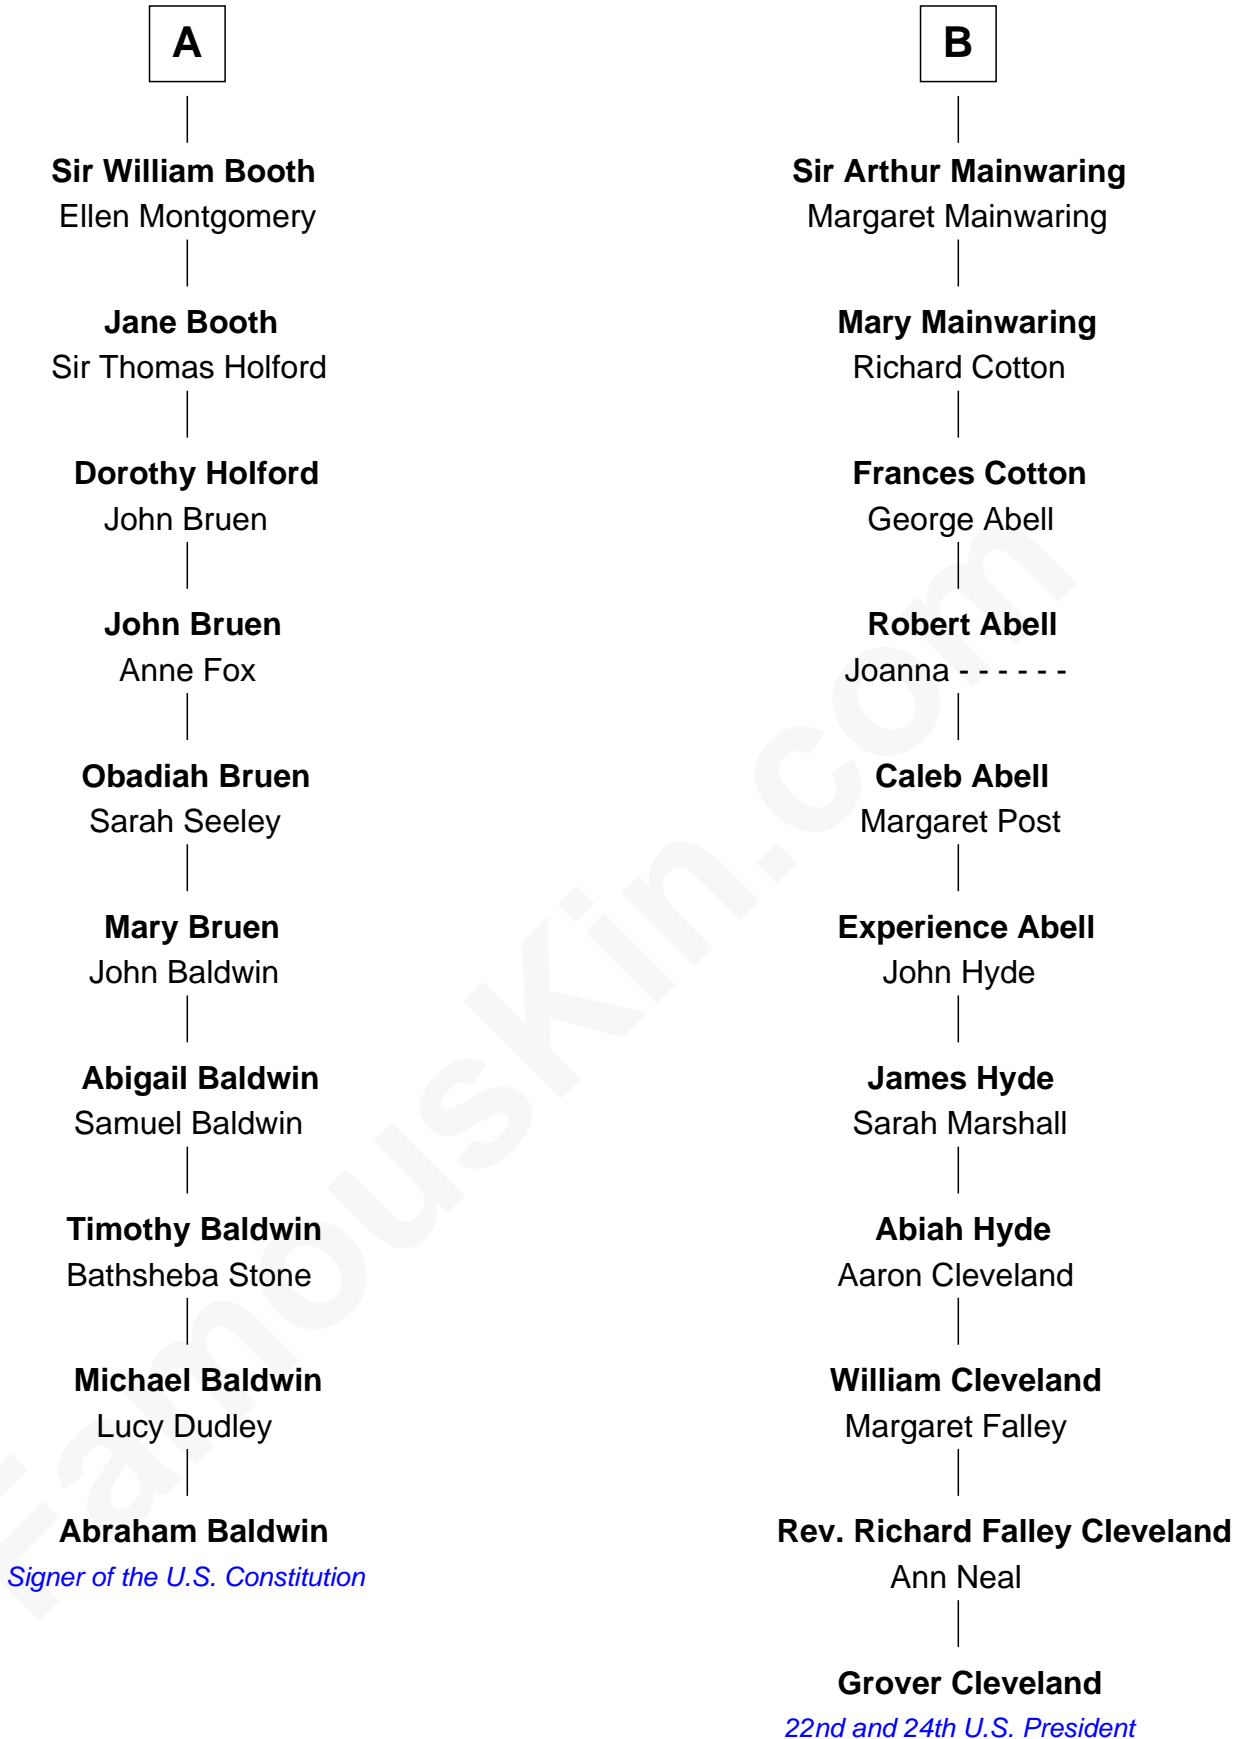 A
Sir William Booth
Ellen Montgomery
Jane Booth
Sir Thomas Holford
Dorothy Holford
John Bruen
John Bruen
Anne Fox
Obadiah Bruen
Sarah Seeley
Mary Bruen
John Baldwin
Abigail Baldwin
Samuel Baldwin
Timothy Baldwin
Bathsheba Stone
Michael Baldwin
Lucy Dudley
Abraham Baldwin
Signer of the U.S. Constitution
B
Sir Arthur Mainwaring
Margaret Mainwaring
Mary Mainwaring
Richard Cotton
Frances Cotton
George Abell
Robert Abell
Joanna - - - - - -
Caleb Abell
Margaret Post
Experience Abell
John Hyde
James Hyde
Sarah Marshall
Abiah Hyde
Aaron Cleveland
William Cleveland
Margaret Falley
Rev. Richard Falley Cleveland
Ann Neal
Grover Cleveland
22nd and 24th U.S. President
FamousKin.com